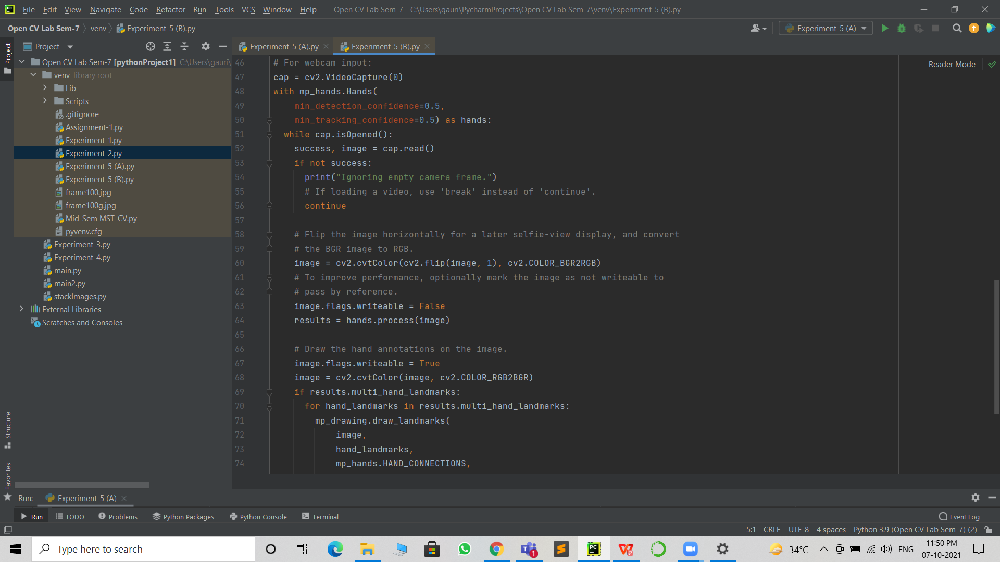 File Edit View Navigate Code Refactor Run Tools VCS Window Help Open CV Lab Sem-7 - C:\Users\gauri\PycharmProjects\Open CV Lab Sem-7\venv\Experiment-5 (B).py
Open CV Lab Sem-7 venv Experiment-5 (B).py Experiment-5 (A)
Project Experiment-5 (A).py Experiment-5 (B).py
Project
Structure
Favorites
Open CV Lab Sem-7 [pythonProject1] C:\Users\gauri\
venv library root
Lib
Scripts
.gitignore
Assignment-1.py
Experiment-1.py
Experiment-2.py
Experiment-5 (A).py
Experiment-5 (B).py
frame100.jpg
frame100g.jpg
Mid-Sem MST-CV.py
pyvenv.cfg
Experiment-3.py
Experiment-4.py
main.py
main2.py
stackImages.py
External Libraries
Scratches and Consoles
Reader Mode
46 # For webcam input:
47 cap = cv2.VideoCapture(0)
48 with mp_hands.Hands(
49 min_detection_confidence=0.5,
50 min_tracking_confidence=0.5) as hands:
51 while cap.isOpened():
52 success, image = cap.read()
53 if not success:
54 print("Ignoring empty camera frame.")
55 # If loading a video, use 'break' instead of 'continue'.
56 continue
57
58 # Flip the image horizontally for a later selfie-view display, and convert
59 # the BGR image to RGB.
60 image = cv2.cvtColor(cv2.flip(image, 1), cv2.COLOR_BGR2RGB)
61 # To improve performance, optionally mark the image as not writeable to
62 # pass by reference.
63 image.flags.writeable = False
64 results = hands.process(image)
65
66 # Draw the hand annotations on the image.
67 image.flags.writeable = True
68 image = cv2.cvtColor(image, cv2.COLOR_RGB2BGR)
69 if results.multi_hand_landmarks:
70 for hand_landmarks in results.multi_hand_landmarks:
71 mp_drawing.draw_landmarks(
72 image,
73 hand_landmarks,
74 mp_hands.HAND_CONNECTIONS,
Run: Experiment-5 (A)
Run TODO Problems Python Packages Python Console Terminal Event Log
5:1 CRLF UTF-8 4 spaces Python 3.9 (Open CV Lab Sem-7) (2)
Type here to search 34°C ENG 11:50 PM
07-10-2021